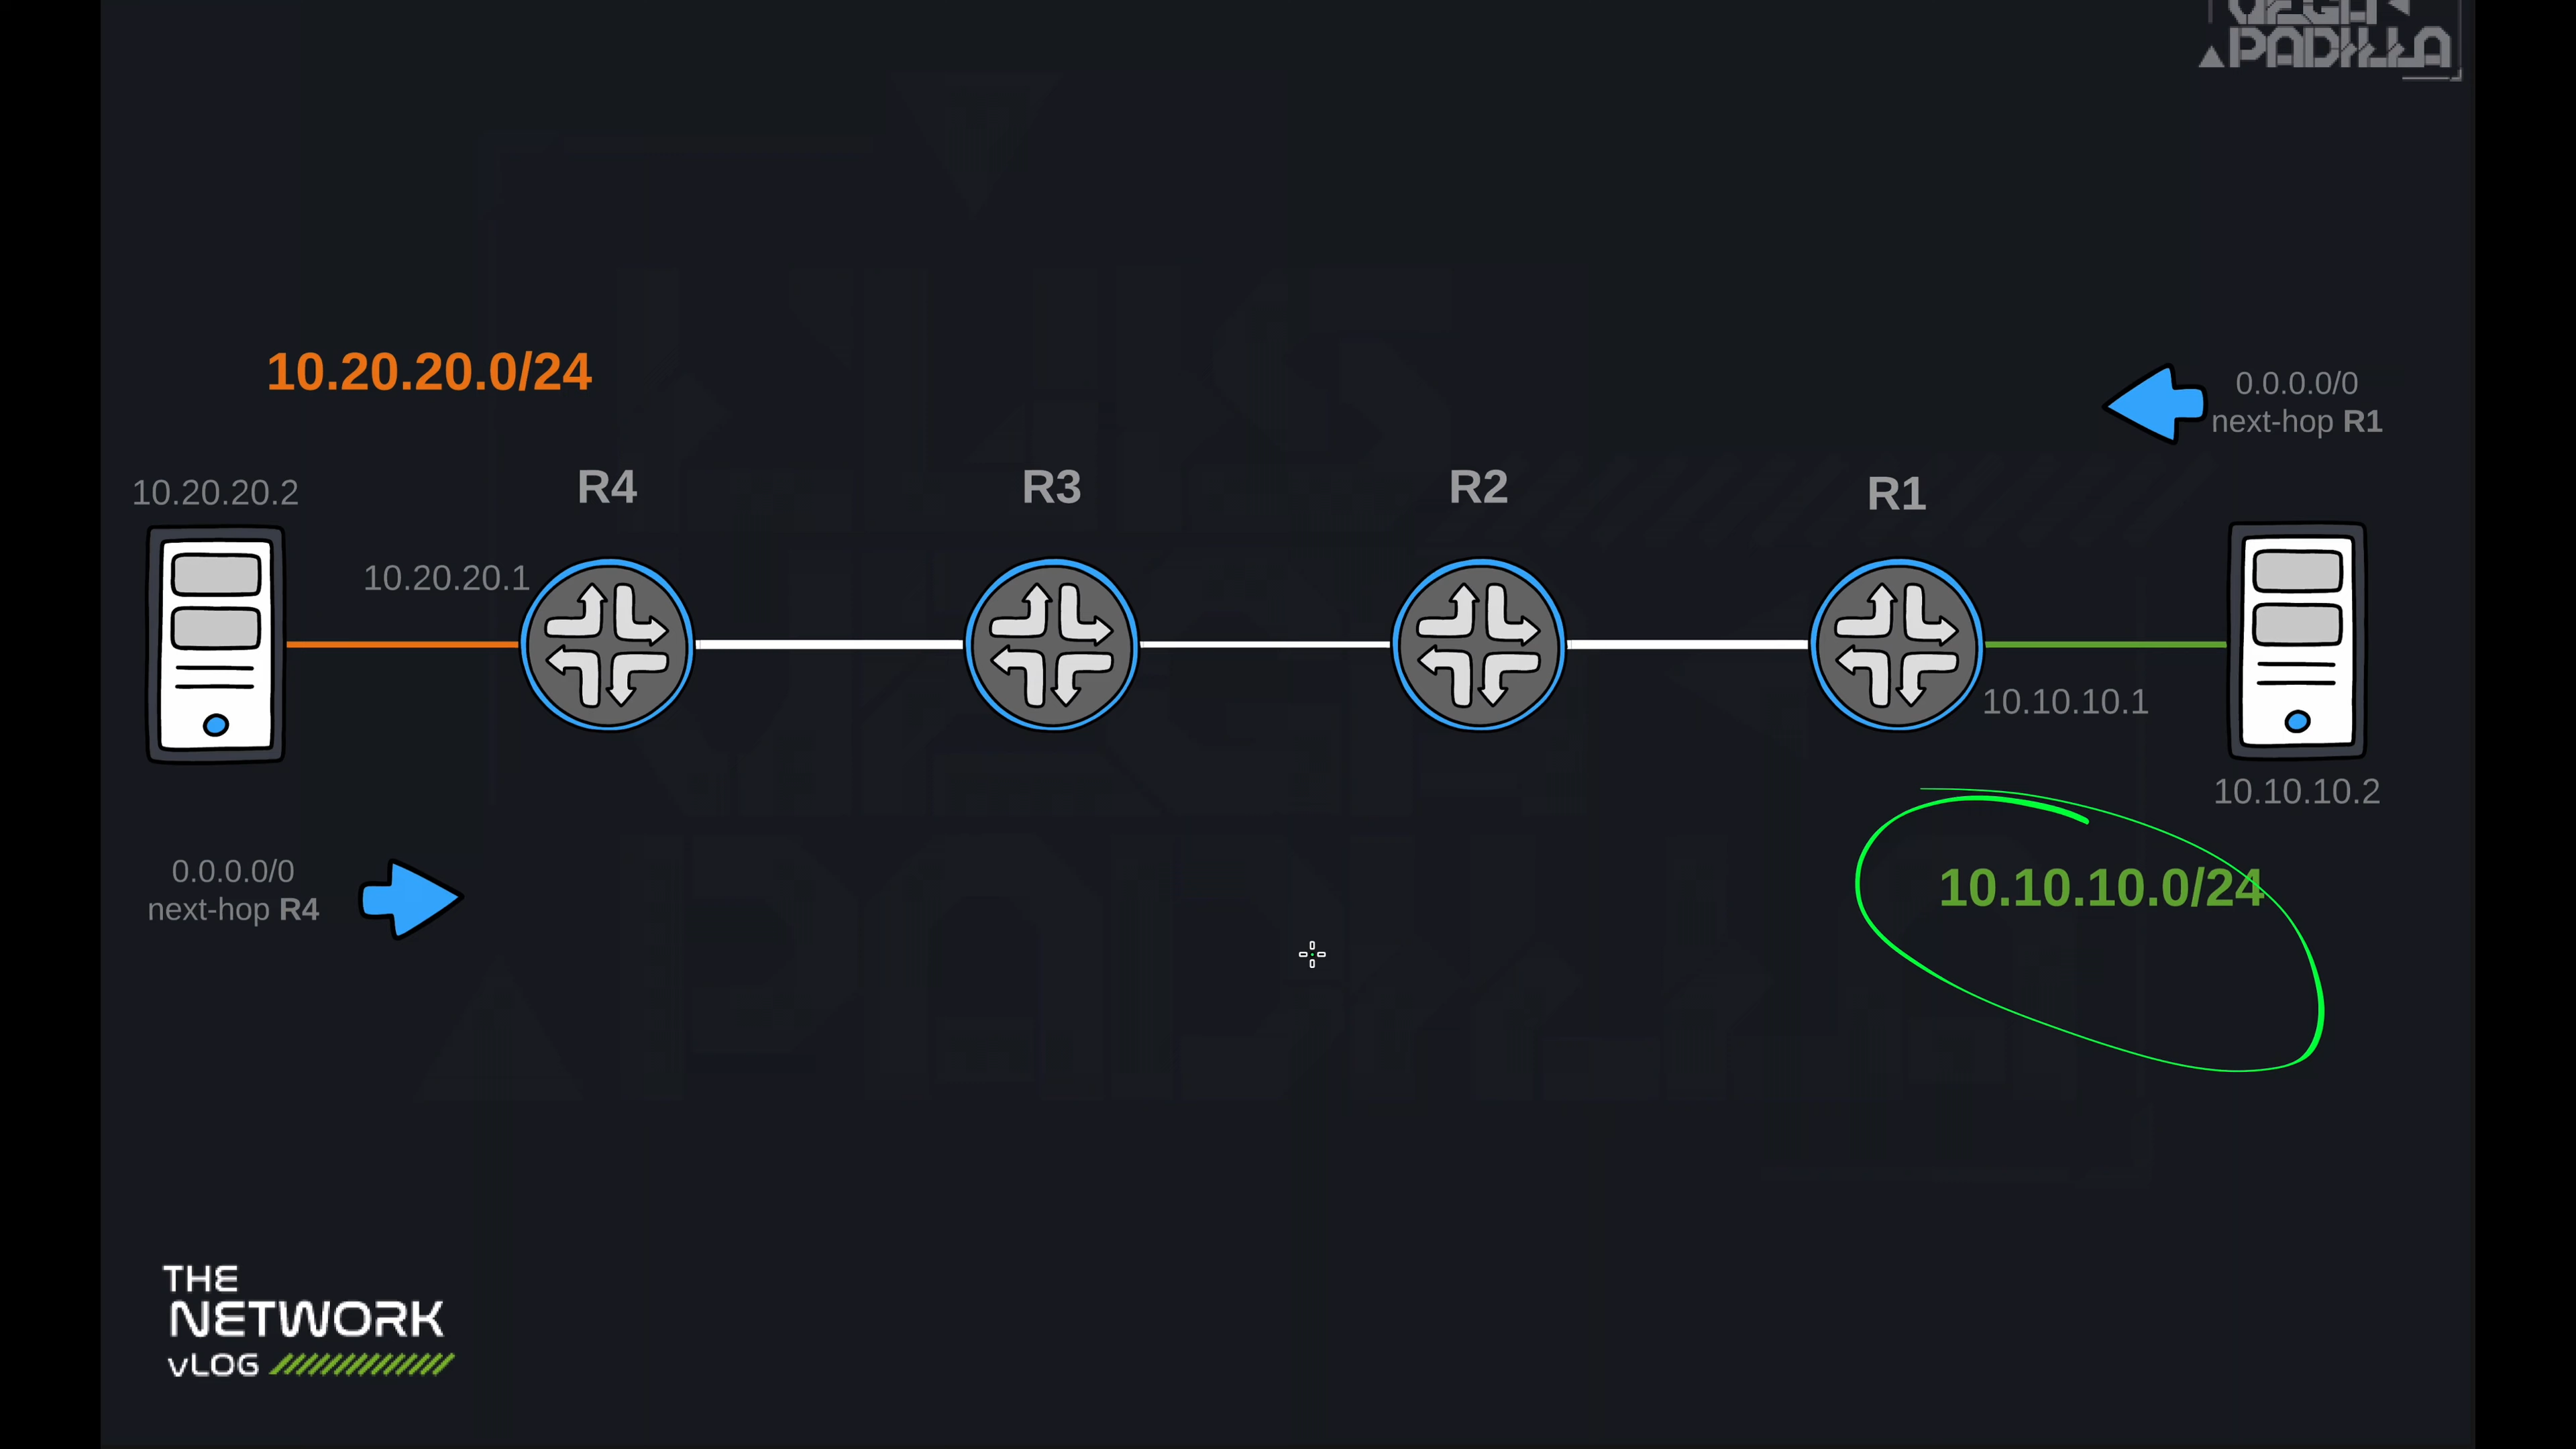 PADILLA
10.20.20.0/24
0.0.0.0/0
next-hop R1
R4
R3
R2
R1
10.20.20.2
10.20.20.1
10.10.10.1
10.10.10.2
0.0.0.0/0
next-hop R4
10.10.10.0/24
THE
NETWORK
vLOG